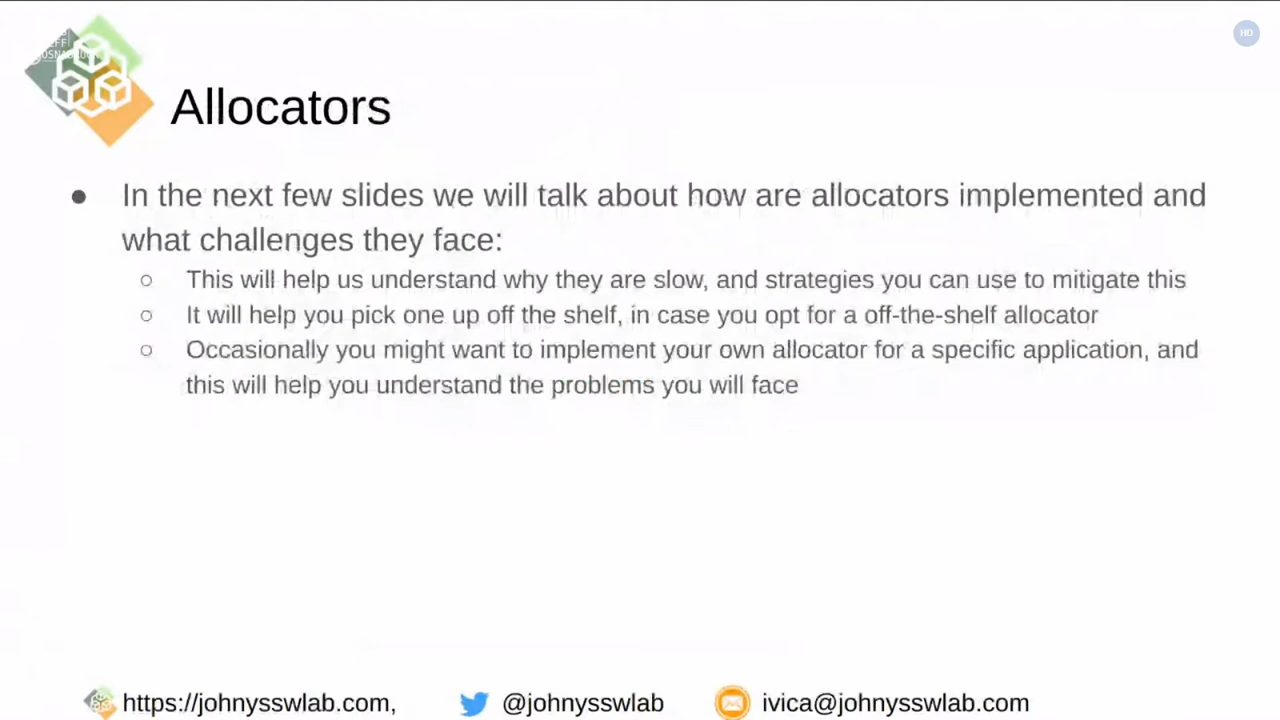 Allocators
● In the next few slides we will talk about how are allocators implemented and
what challenges they face:
○ This will help us understand why they are slow, and strategies you can use to mitigate this
○ It will help you pick one up off the shelf, in case you opt for a off-the-shelf allocator
○ Occasionally you might want to implement your own allocator for a specific application, and
this will help you understand the problems you will face
https://johnysswlab.com, @johnysswlab ivica@johnysswlab.com
HD